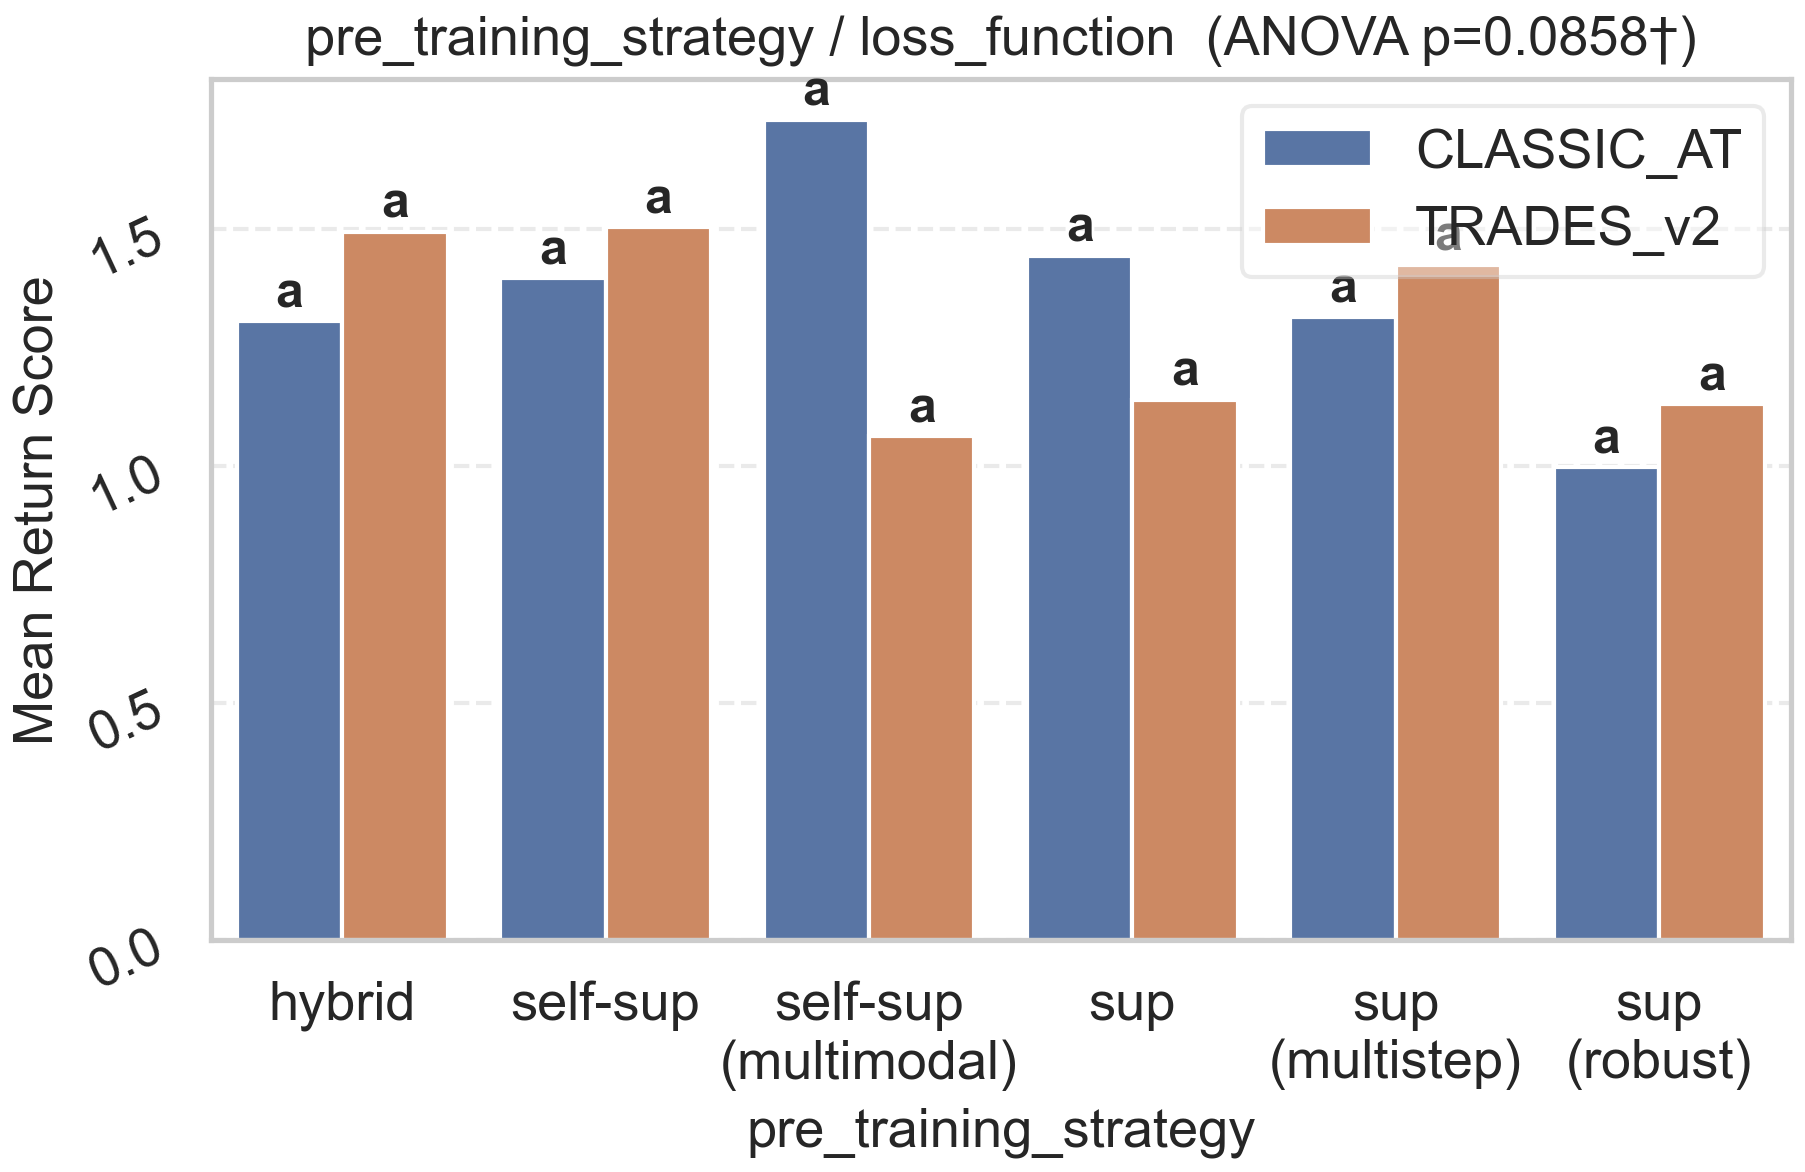 pre_training_strategy / loss_function (ANOVA p=0.0858†)
CLASSIC_AT
TRADES_v2
a
a
a
a
a
a
a
a
a
a
a
a
Mean Return Score
1.5
1.0
0.5
0.0
hybrid
self-sup
self-sup
(multimodal)
sup
sup
(multistep)
sup
(robust)
pre_training_strategy